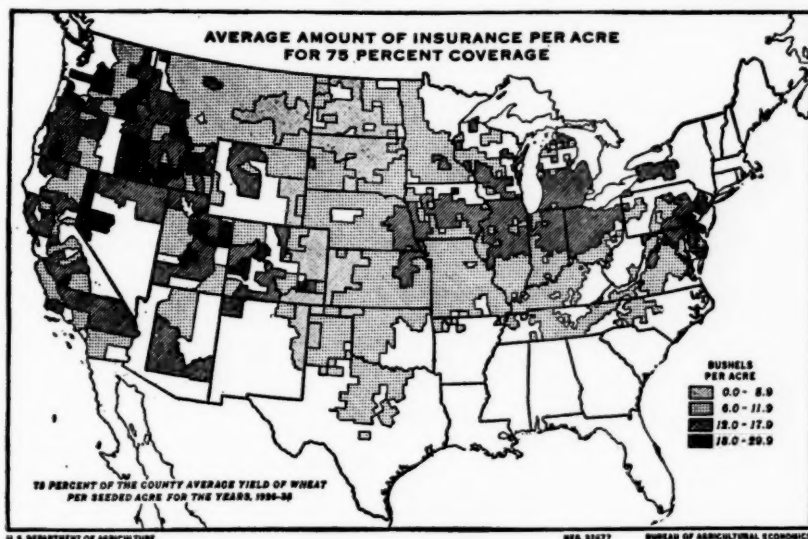 AVERAGE AMOUNT OF INSURANCE PER ACRE
FOR 75 PERCENT COVERAGE
BUSHELS
PER ACRE
0.0 - 5.9
6.0 - 11.9
12.0 - 17.9
18.0 - 29.9
75 PERCENT OF THE COUNTY AVERAGE YIELD OF WHEAT
PER SEEDED ACRE FOR THE YEARS,
U.S. DEPARTMENT OF AGRICULTURE
NEG. BUREAU OF AGRICULTURAL ECONOMICS